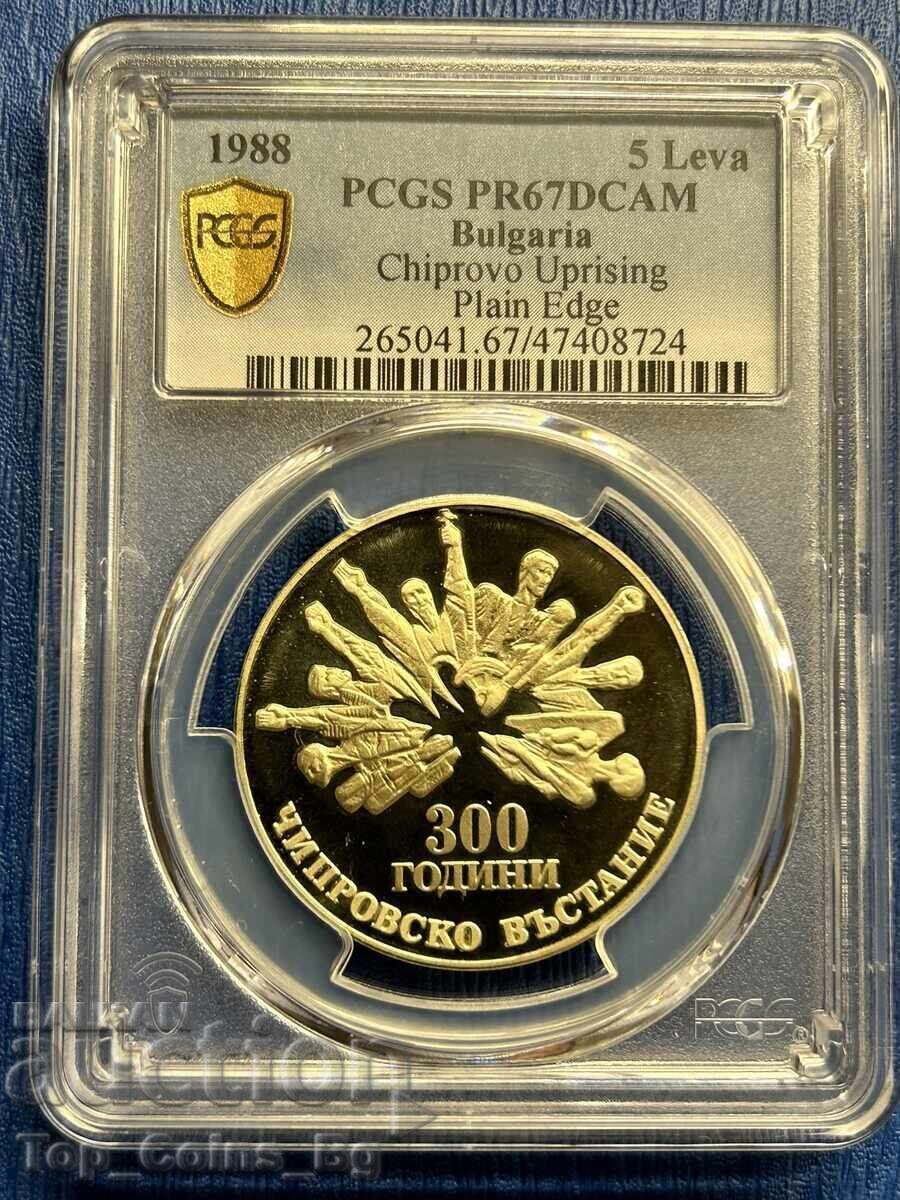 1988
5 Leva
PCGS PR67DCAM
Bulgaria
Chiprovo Uprising
Plain Edge
265041.67/47408724
PCGS
300
ГОДИНИ
ЧИПРОВСКО ВЪСТАНИЕ
PCGS
BALKAN
auction
Top_Coins_Bg